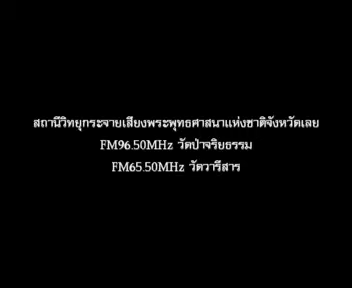 สถานีวิทยุกระจายเสียงพระพุทธศาสนาแห่งชาติจังหวัดเลย
FM96.50MHz วัดป่าจริยธรรม
FM65.50MHz วัดวารีสาร